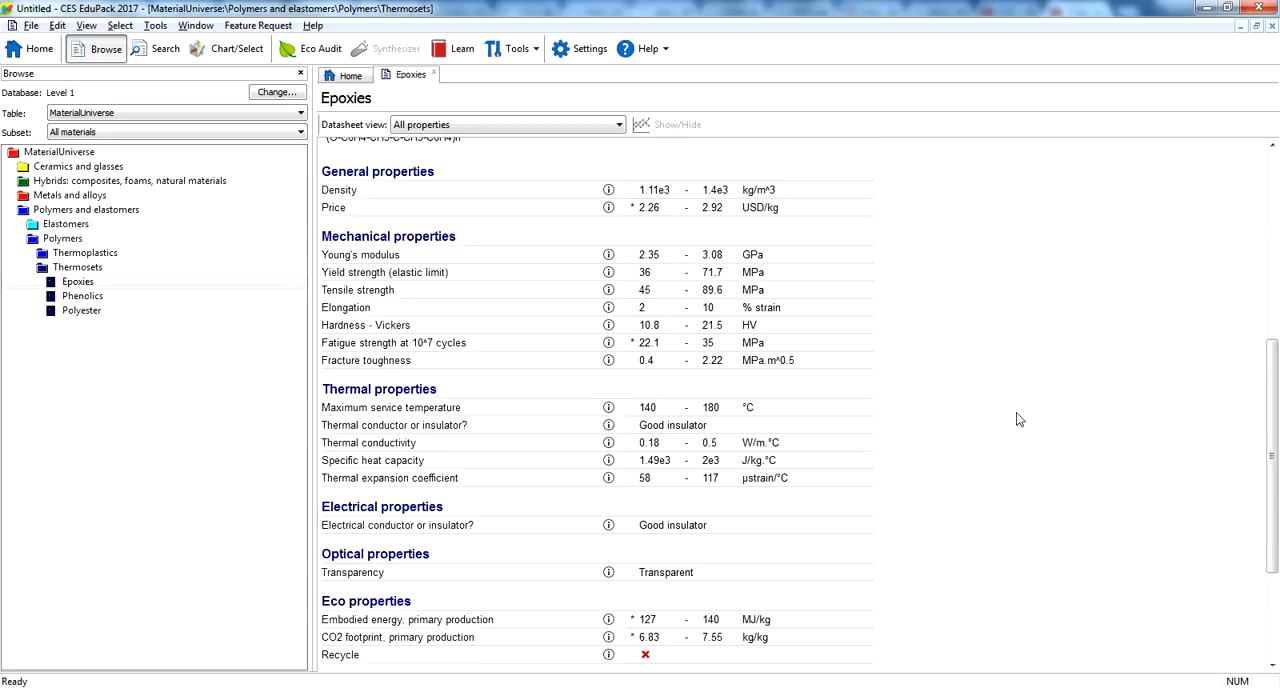 Untitled - CES EduPack 2017 - [MaterialUniverse\Polymers and elastomers\Polymers\Thermosets]
File Edit View Select Tools Window Feature Request Help
Home Browse Search Chart/Select Eco Audit Synthesizer Learn Tools Settings Help
Browse
Database: Level 1 Change...
Table: MaterialUniverse
Subset: All materials
MaterialUniverse
Ceramics and glasses
Hybrids: composites, foams, natural materials
Metals and alloys
Polymers and elastomers
Elastomers
Polymers
Thermoplastics
Thermosets
Epoxies
Phenolics
Polyester
Home Epoxies
Epoxies
Datasheet view: All properties Show/Hide
General properties
Density 1.11e3 - 1.4e3 kg/m^3
Price * 2.26 - 2.92 USD/kg
Mechanical properties
Young's modulus 2.35 - 3.08 GPa
Yield strength (elastic limit) 36 - 71.7 MPa
Tensile strength 45 - 89.6 MPa
Elongation 2 - 10 % strain
Hardness - Vickers 10.8 - 21.5 HV
Fatigue strength at 10^7 cycles * 22.1 - 35 MPa
Fracture toughness 0.4 - 2.22 MPa.m^0.5
Thermal properties
Maximum service temperature 140 - 180 °C
Thermal conductor or insulator? Good insulator
Thermal conductivity 0.18 - 0.5 W/m.°C
Specific heat capacity 1.49e3 - 2e3 J/kg.°C
Thermal expansion coefficient 58 - 117 µstrain/°C
Electrical properties
Electrical conductor or insulator? Good insulator
Optical properties
Transparency Transparent
Eco properties
Embodied energy, primary production * 127 - 140 MJ/kg
CO2 footprint, primary production * 6.83 - 7.55 kg/kg
Recycle
Ready NUM